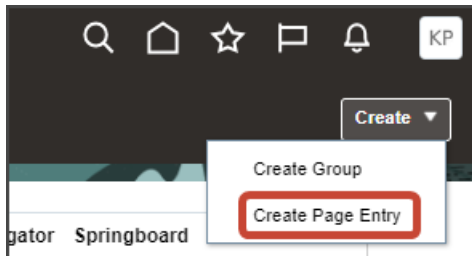 KP
Create
Create Group
Create Page Entry
gator Springboard